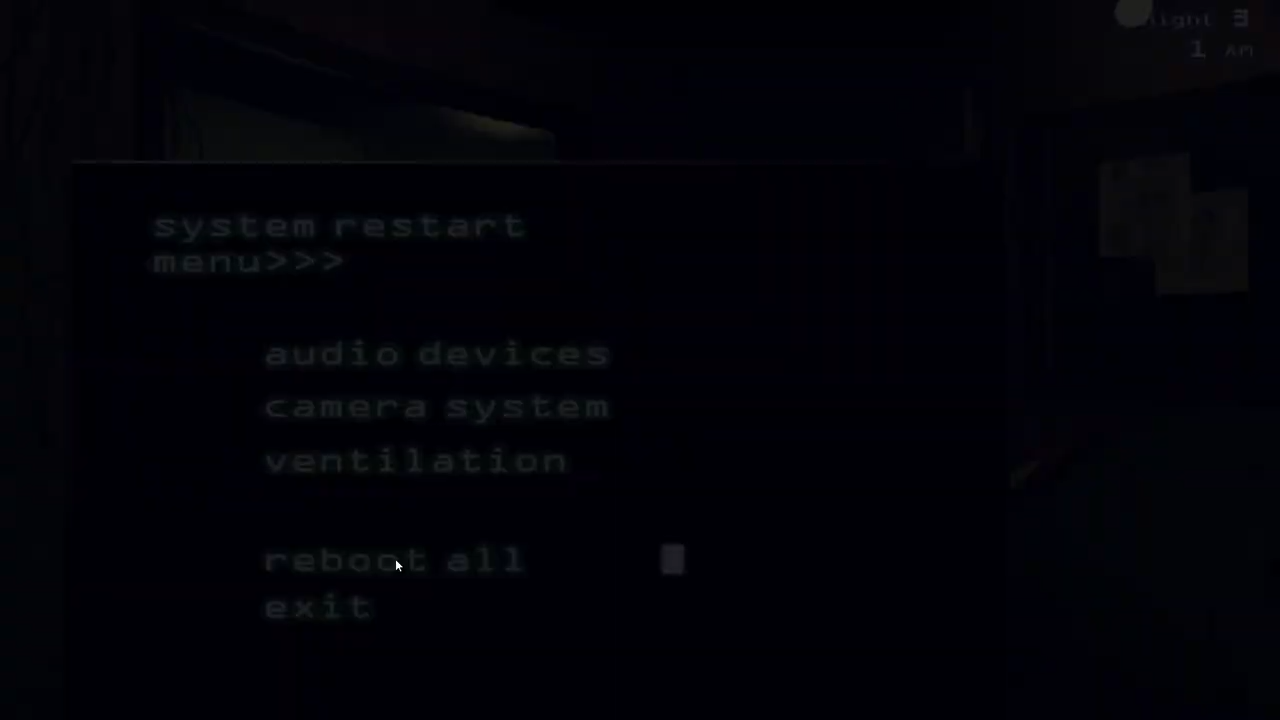 Night 3
1 AM
system restart
menu>>>
audio devices
camera system
ventilation
reboot all
exit